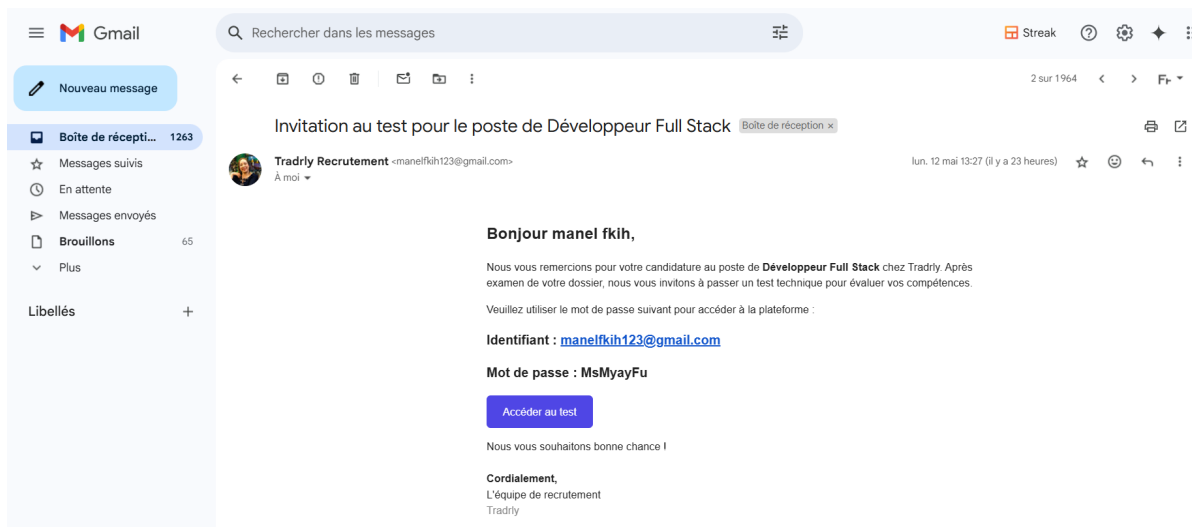 Gmail
Rechercher dans les messages
Streak
Nouveau message
2 sur 1964
Fr
Boîte de récepti... 1263
Messages suivis
En attente
Messages envoyés
Brouillons 65
Plus
Libellés
Invitation au test pour le poste de Développeur Full Stack Boîte de réception ×
Tradrly Recrutement <manelfkih123@gmail.com> lun. 12 mai 13:27 (il y a 23 heures)
À moi
Bonjour manel fkih,
Nous vous remercions pour votre candidature au poste de Développeur Full Stack chez Tradrly. Après
examen de votre dossier, nous vous invitons à passer un test technique pour évaluer vos compétences.
Veuillez utiliser le mot de passe suivant pour accéder à la plateforme :
Identifiant : manelfkih123@gmail.com
Mot de passe : MsMyayFu
Accéder au test
Nous vous souhaitons bonne chance !
Cordialement,
L'équipe de recrutement
Tradrly